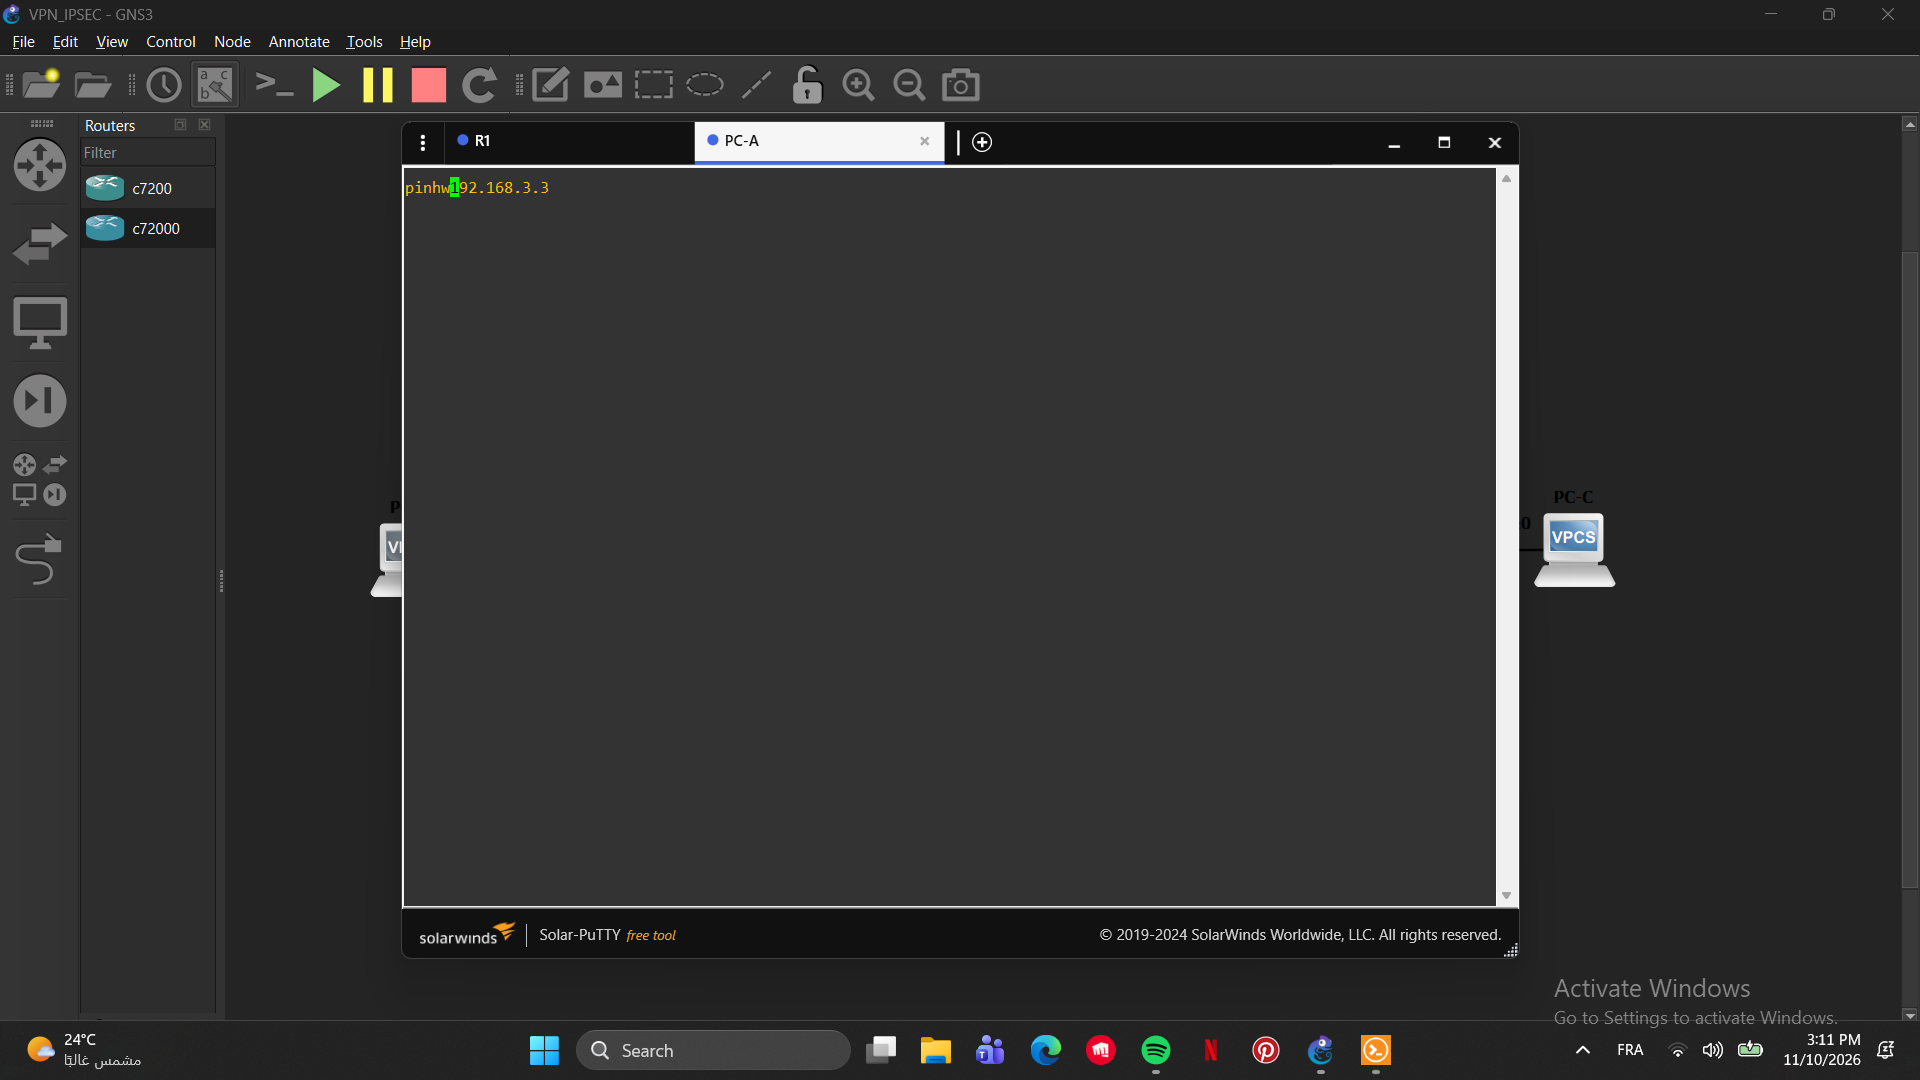 VPN_IPSEC - GNS3
File Edit View Control Node Annotate Tools Help
a c
b
Routers
Filter
c7200
c72000
R1
PC-A
pinhw192.168.3.3
P
VI
PC-C
0
VPCS
solarwinds
Solar-PuTTY free tool
© 2019-2024 SolarWinds Worldwide, LLC. All rights reserved.
Activate Windows
Go to Settings to activate Windows.
24°C
مشمس غالبًا
Search
FRA
3:11 PM
11/10/2026